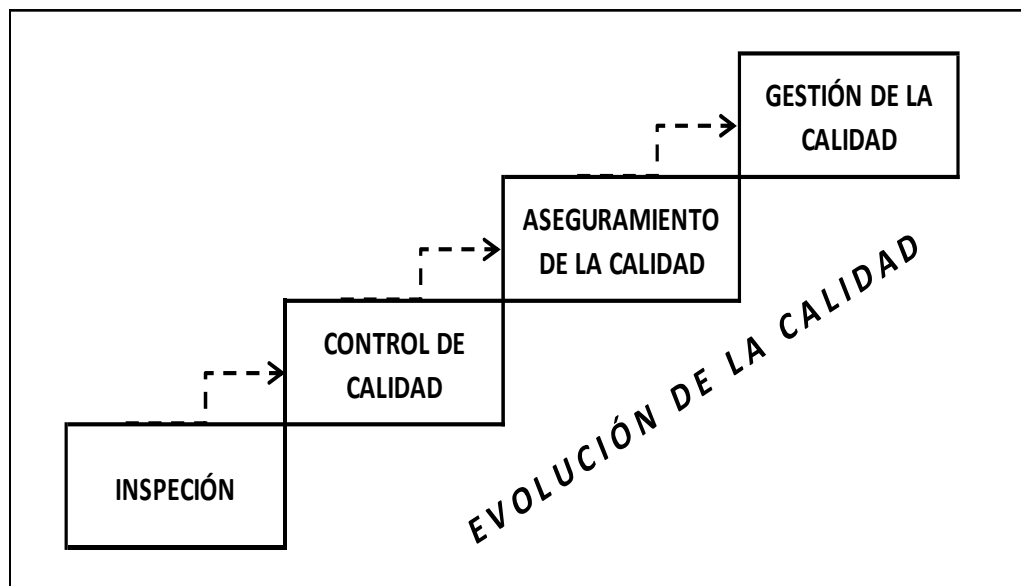 GESTIÓN DE LA
CALIDAD
ASEGURAMIENTO
DE LA CALIDAD
CONTROL DE
CALIDAD
INSPECIÓN
EVOLUCIÓN DE LA CALIDAD